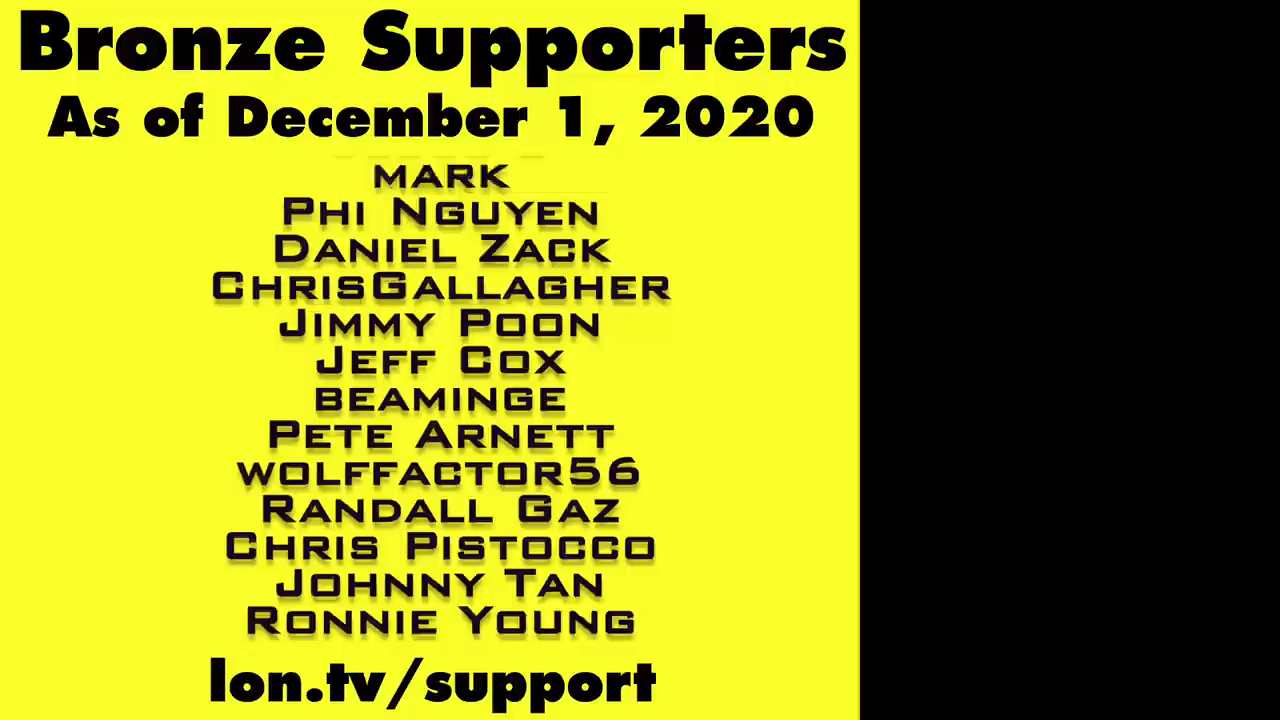 Bronze Supporters
As of December 1, 2020
MARK
PHI NGUYEN
DANIEL ZACK
CHRISGALLAGHER
JIMMY POON
JEFF COX
BEAMINGE
PETE ARNETT
WOLFFACTOR56
RANDALL GAZ
CHRIS PISTOCCO
JOHNNY TAN
RONNIE YOUNG
lon.tv/support